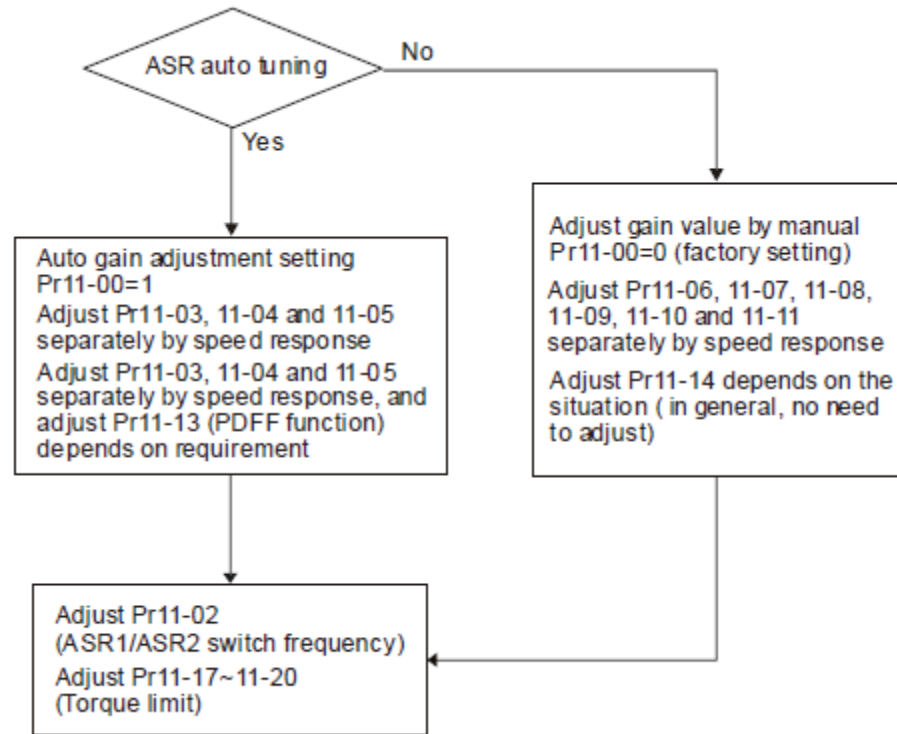 ASR auto tuning
No
Yes
Auto gain adjustment setting
Pr11-00=1
Adjust Pr11-03, 11-04 and 11-05
separately by speed response
Adjust Pr11-03, 11-04 and 11-05
separately by speed response, and
adjust Pr11-13 (PDFF function)
depends on requirement
Adjust gain value by manual
Pr11-00=0 (factory setting)
Adjust Pr11-06, 11-07, 11-08,
11-09, 11-10 and 11-11
separately by speed response
Adjust Pr11-14 depends on the
situation ( in general, no need
to adjust)
Adjust Pr11-02
(ASR1/ASR2 switch frequency)
Adjust Pr11-17~11-20
(Torque limit)